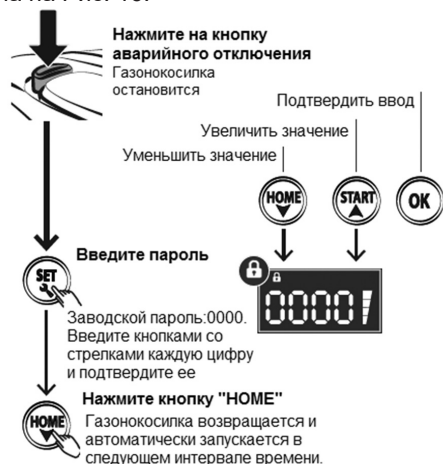 Нажмите на кнопку
аварийного отключения
Газонокосилка
остановится
Подтвердить ввод
Увеличить значение
Уменьшить значение
HOME
START
OK
Введите пароль
SET
0000
Заводской пароль:0000.
Введите кнопками со
стрелками каждую цифру
и подтвердите ее
Нажмите кнопку "HOME"
HOME
Газонокосилка возвращается и
автоматически запускается в
следующем интервале времени.